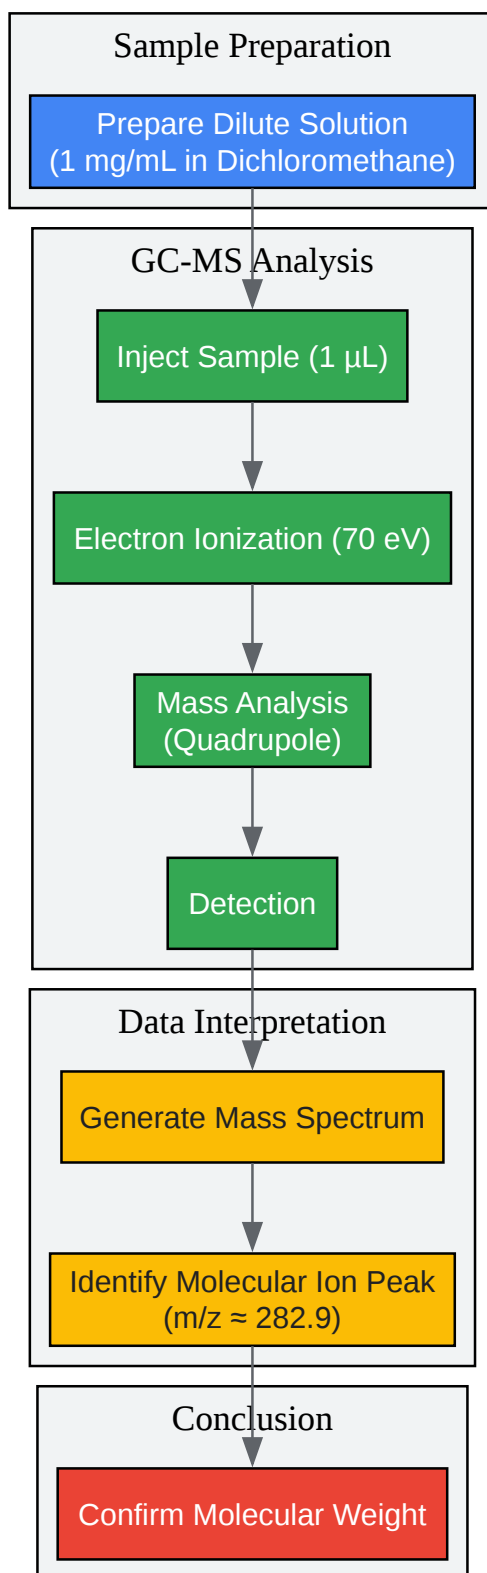 Sample Preparation
Prepare Dilute Solution
(1 mg/mL in Dichloromethane)
GC-MS Analysis
Inject Sample (1 µL)
Electron Ionization (70 eV)
Mass Analysis
(Quadrupole)
Detection
Data Interpretation
Generate Mass Spectrum
Identify Molecular Ion Peak
(m/z ≈ 282.9)
Conclusion
Confirm Molecular Weight